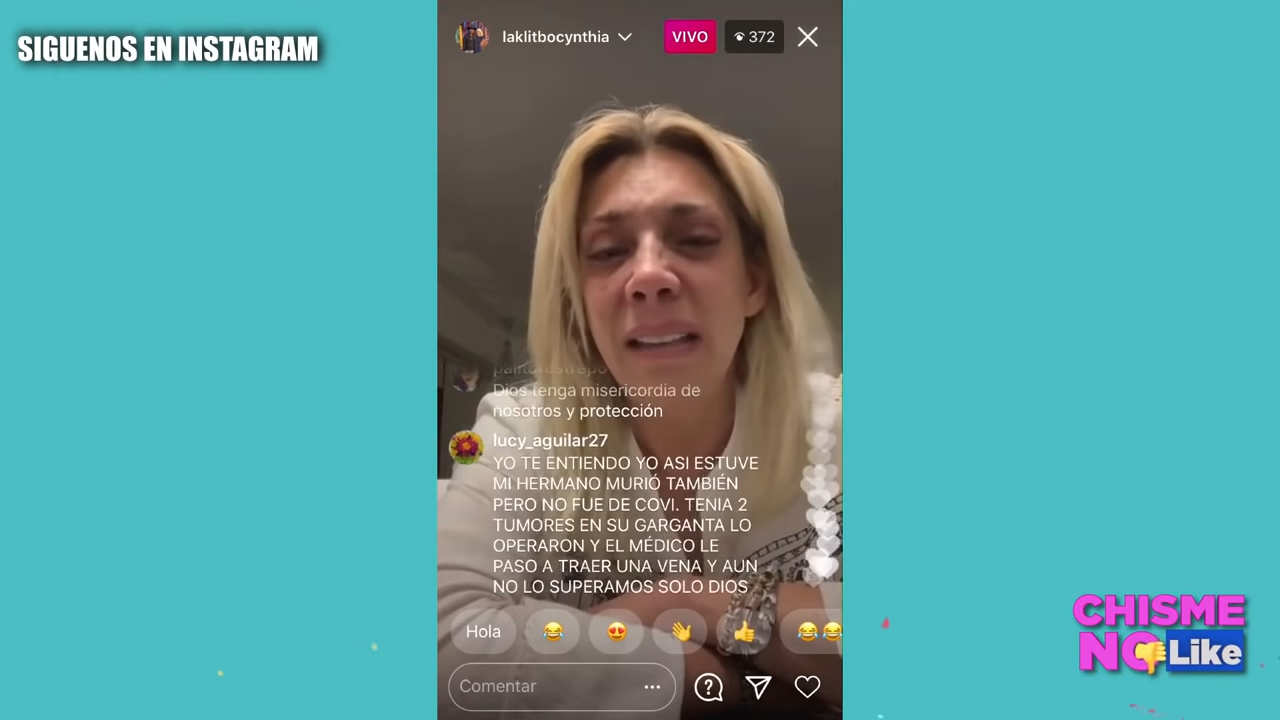 SIGUENOS EN INSTAGRAM
laklitbocynthia
VIVO
372
palitorestrepo
Dios tenga misericordia de
nosotros y protección
lucy_aguilar27
YO TE ENTIENDO YO ASI ESTUVE
MI HERMANO MURIÓ TAMBIÉN
PERO NO FUE DE COVI. TENIA 2
TUMORES EN SU GARGANTA LO
OPERARON Y EL MÉDICO LE
PASO A TRAER UNA VENA Y AUN
NO LO SUPERAMOS SOLO DIOS
Hola
Comentar
CHISME
NO Like